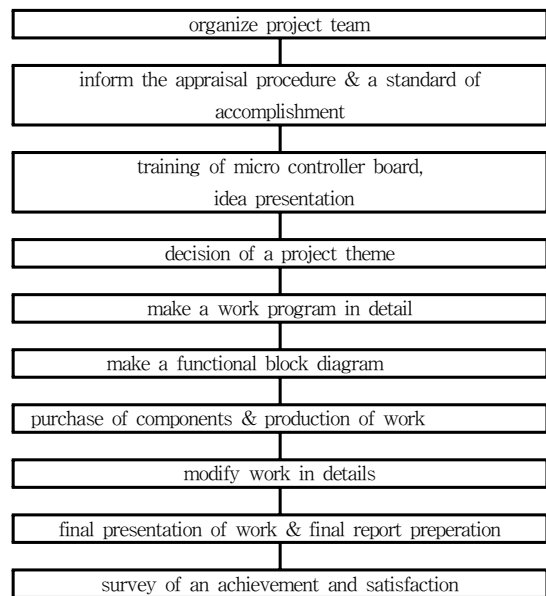 organize project team
inform the appraisal procedure & a standard of
accomplishment
training of micro controller board,
idea presentation
decision of a project theme
make a work program in detail
make a functional block diagram
purchase of components & production of work
modify work in details
final presentation of work & final report preperation
survey of an achievement and satisfaction